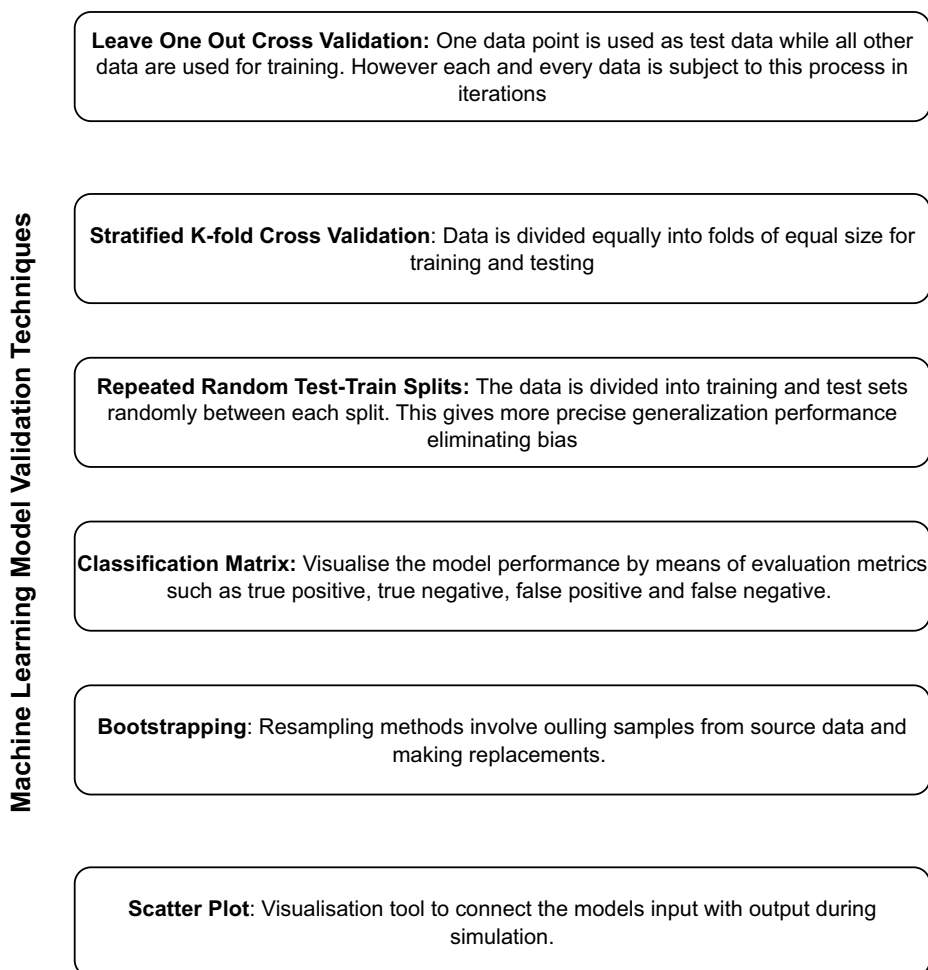 Machine Learning Model Validation Techniques
Leave One Out Cross Validation: One data point is used as test data while all other
data are used for training. However each and every data is subject to this process in
iterations
Stratified K-fold Cross Validation: Data is divided equally into folds of equal size for
training and testing
Repeated Random Test-Train Splits: The data is divided into training and test sets
randomly between each split. This gives more precise generalization performance
eliminating bias
Classification Matrix: Visualise the model performance by means of evaluation metrics
such as true positive, true negative, false positive and false negative.
Bootstrapping: Resampling methods involve oulling samples from source data and
making replacements.
Scatter Plot: Visualisation tool to connect the models input with output during
simulation.